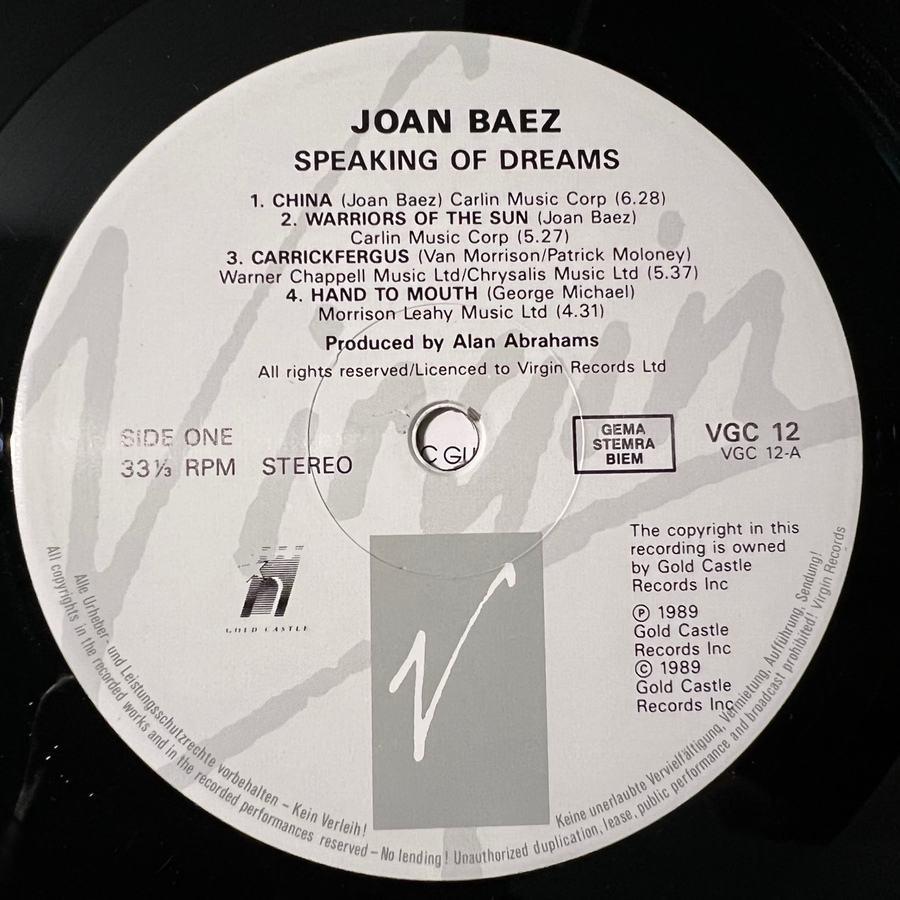 JOAN BAEZ
SPEAKING OF DREAMS
1. CHINA (Joan Baez) Carlin Music Corp (6.28)
2. WARRIORS OF THE SUN (Joan Baez)
Carlin Music Corp (5.27)
3. CARRICKFERGUS (Van Morrison/Patrick Moloney)
Warner Chappell Music Ltd/Chrysalis Music Ltd (5.37)
4. HAND TO MOUTH (George Michael)
Morrison Leahy Music Ltd (4.31)
Produced by Alan Abrahams
All rights reserved/Licenced to Virgin Records Ltd
SIDE ONE
33⅓ RPM STEREO
C GU
GEMA
STEMRA
BIEM
VGC 12
VGC 12-A
Virgin
GOLD CASTLE
V
The copyright in this
recording is owned
by Gold Castle
Records Inc
Ⓟ 1989
Gold Castle
Records Inc
© 1989
Gold Castle
Records Inc
Alle Urheber- und Leistungsschutzrechte vorbehalten – Kein Verleih! Keine unerlaubte Vervielfältigung, Vermietung, Aufführung, Sendung!
All copyrights in the recorded works and in the recorded performances reserved – No lending! Unauthorized duplication, lease, public performance and broadcast prohibited! Virgin Records